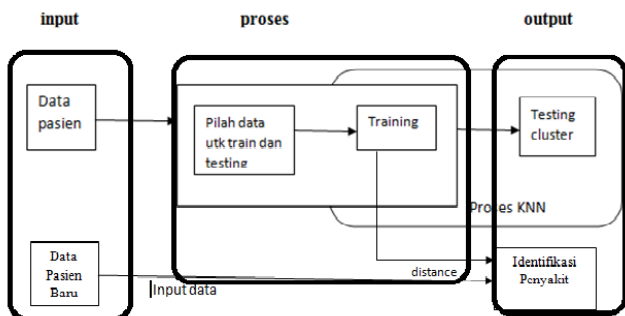 input
proses
output
Data
pasien
Pilah data
utk train dan
testing
Training
Testing
cluster
Proses KNN
Data
Pasien
Baru
Input data
distance
Identifikasi
Penyakit